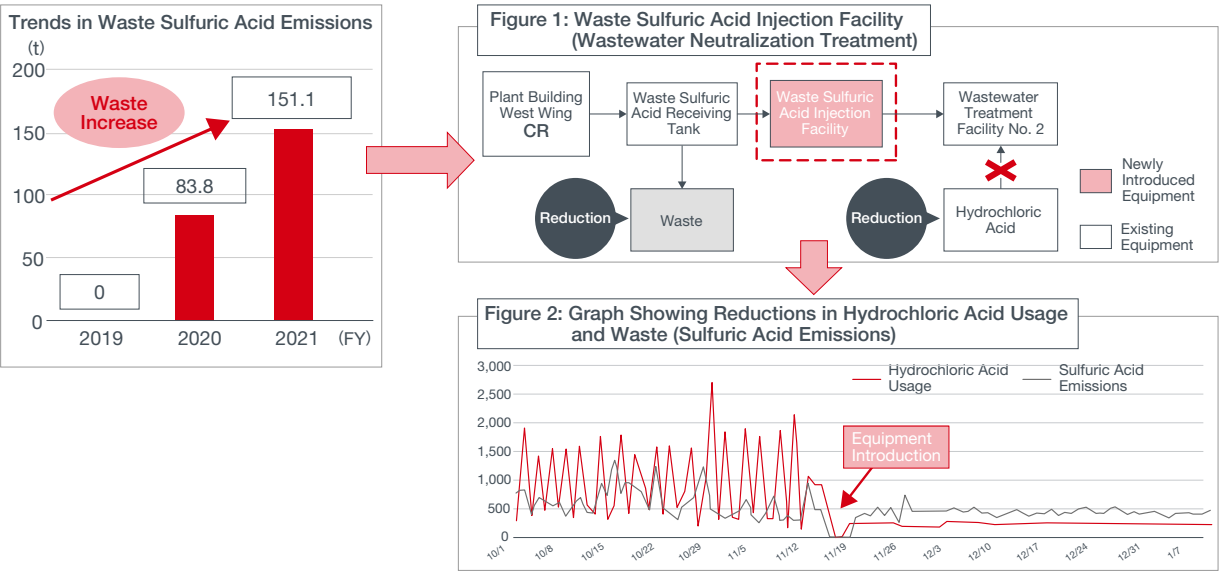 Trends in Waste Sulfuric Acid Emissions
(t)
200
150
100
50
0
Waste
Increase
0
83.8
151.1
2019
2020
2021
(FY)
Figure 1: Waste Sulfuric Acid Injection Facility
(Wastewater Neutralization Treatment)
Plant Building
West Wing
CR
Waste Sulfuric
Acid Receiving
Tank
Waste Sulfuric
Acid Injection
Facility
Wastewater
Treatment
Facility No. 2
Reduction
Waste
Reduction
Hydrochloric
Acid
Newly
Introduced
Equipment
Existing
Equipment
Figure 2: Graph Showing Reductions in Hydrochloric Acid Usage
and Waste (Sulfuric Acid Emissions)
3,000
2,500
2,000
1,500
1,000
500
0
Hydrochloric Acid
Usage
Sulfuric Acid
Emissions
Equipment
Introduction
10/1
10/8
10/15
10/22
10/29
11/5
11/12
11/19
11/26
12/3
12/10
12/17
12/24
12/31
1/7